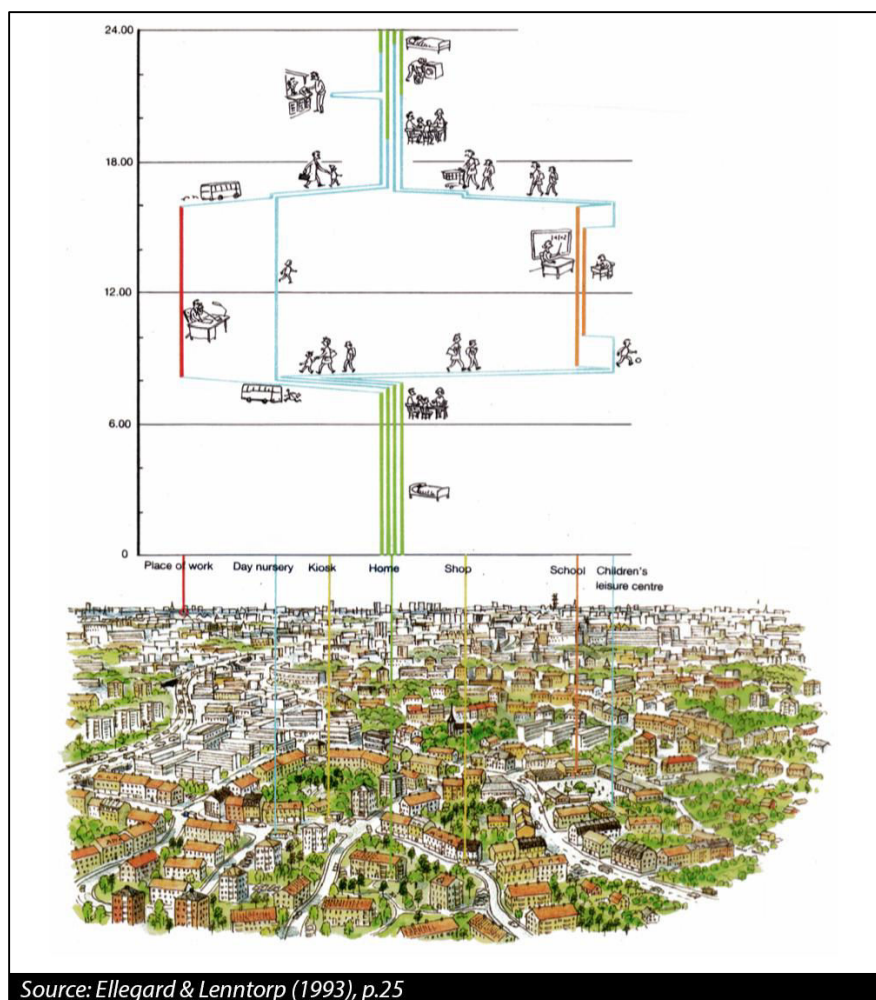 24.00
18.00
12.00
6.00
0
Place of work Day nursery Kiosk Home Shop School Children's
leisure centre
Source: Ellegard & Lenntorp (1993), p.25